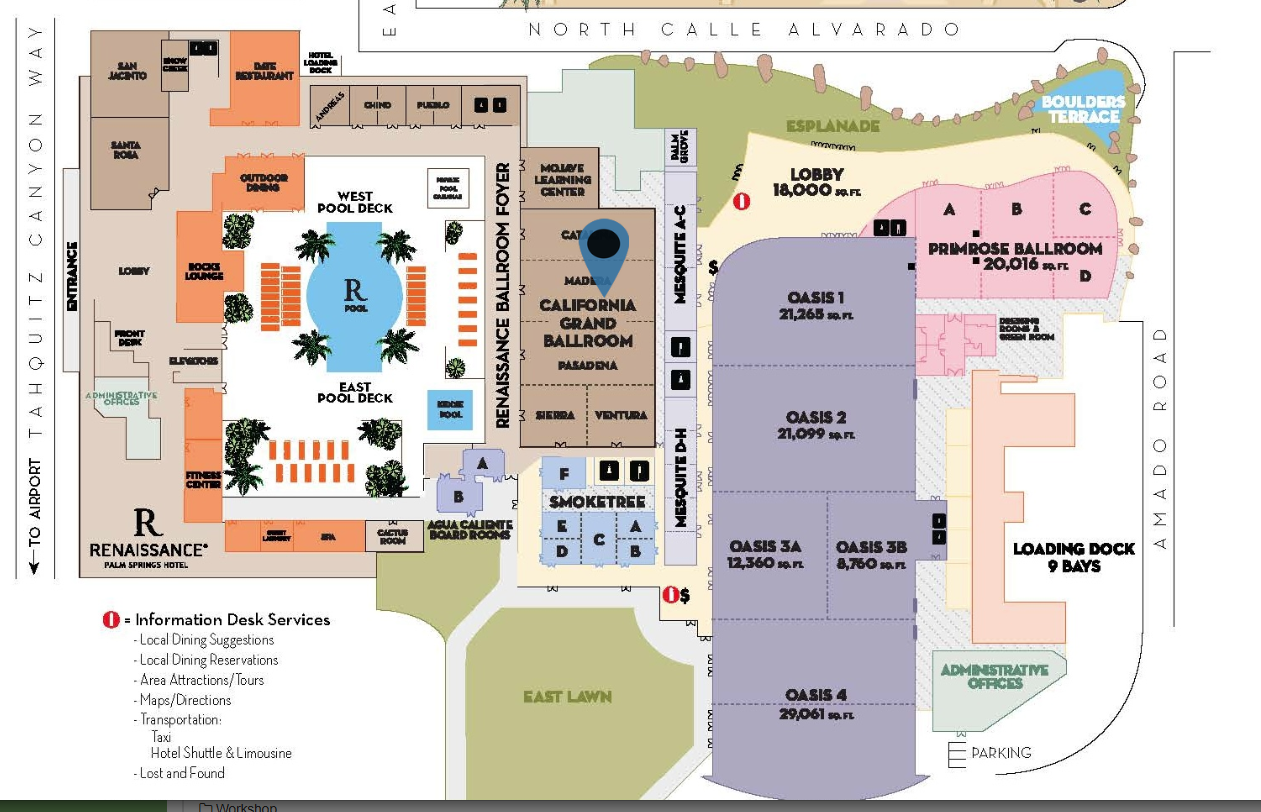 NORTH CALLE ALVARADO
EA
TO AIRPORT TAHQUITZ CANYON WAY
AMADO ROAD
SAN
JACINTO
SNOW
CREEK
DATE
RESTAURANT
HOTEL
LOADING
DOCK
ANDREAS
CHINO
PUEBLO
SANTA
ROSA
OUTDOOR
DINING
WEST
POOL DECK
PRIVATE
POOL
CABANAS
ENTRANCE
LOBBY
ROCKS
LOUNGE
R
POOL
FRONT
DESK
ELEVATORS
ADMINISTRATIVE
OFFICES
EAST
POOL DECK
KIDDIE
POOL
FITNESS
CENTER
R
RENAISSANCE®
PALM SPRINGS HOTEL
GUEST
LAUNDRY
SPA
CACTUS
ROOM
A
B
AGUA CALIENTE
BOARD ROOMS
RENAISSANCE BALLROOM FOYER
MOJAVE
LEARNING
CENTER
CAT
MADERA
CALIFORNIA
GRAND
BALLROOM
PASADENA
SIERRA
VENTURA
F
SMOKETREE
E
D
C
A
B
PALM
GROVE
MESQUITE A-C
MESQUITE D-H
ESPLANADE
BOULDERS
TERRACE
LOBBY
18,000 SQ. FT.
$
A
B
C
D
PRIMROSE BALLROOM
20,016 SQ. FT.
DRESSING
ROOMS &
GREEN ROOM
OASIS 1
21,265 SQ. FT.
OASIS 2
21,099 SQ. FT.
OASIS 3A
12,360 SQ. FT.
OASIS 3B
8,760 SQ. FT.
OASIS 4
29,061 SQ. FT.
LOADING DOCK
9 BAYS
ADMINISTRATIVE
OFFICES
PARKING
$
EAST LAWN
= Information Desk Services
- Local Dining Suggestions
- Local Dining Reservations
- Area Attractions/Tours
- Maps/Directions
- Transportation:
Taxi
Hotel Shuttle & Limousine
- Lost and Found
Workshop